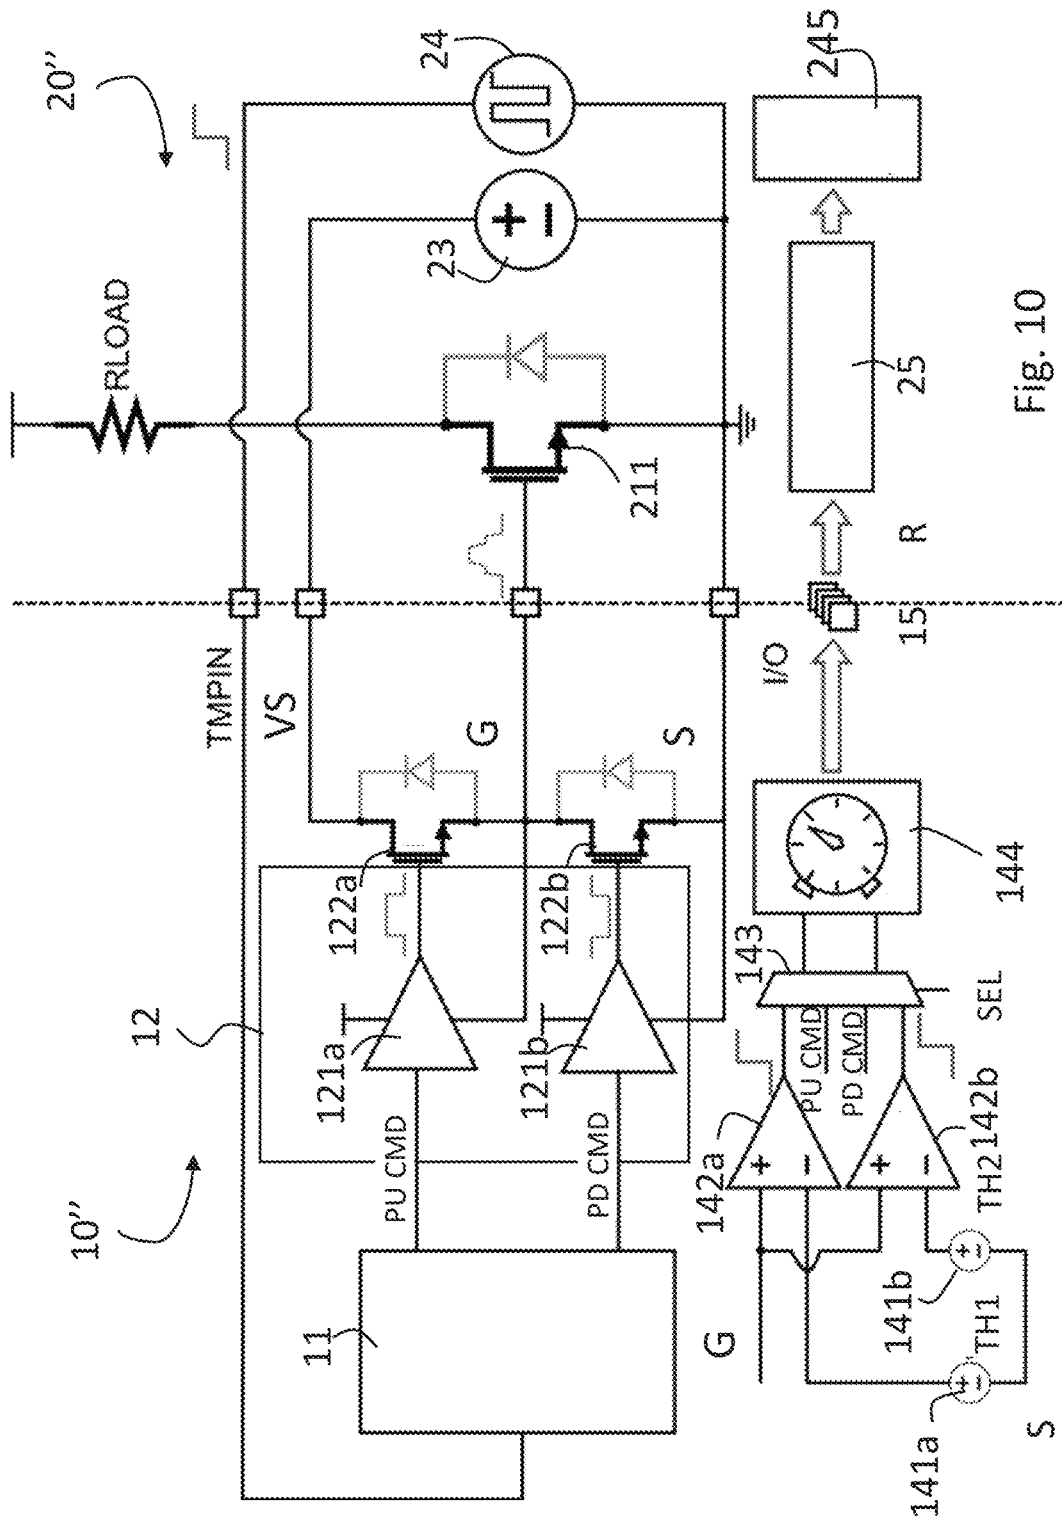 20''
24
245
RLOAD
23
25
Fig. 10
211
R
15
TMPIN
VS
G
S
I/O
12
122a
122b
144
143
121a
121b
PU CMD
PD CMD
SEL
10''
PU CMD
PD CMD
142a
142b
TH2
11
G
141b
TH1
141a
S